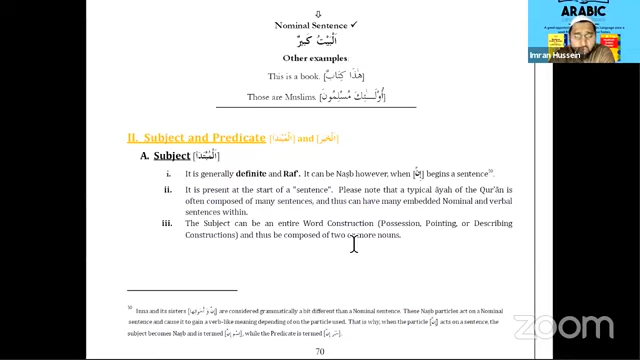 ⇩
Nominal Sentence ✓
اَلْبَيْتُ كَبِيْرٌ
Other examples:
This is a book. [هٰذَا كِتَابٌ]
Those are Muslims. [أُوْلَـٰئِكَ مُسْلِمُونَ]
II. Subject and Predicate [اَلْمُبْتَدَأ] and [اَلْخَبَر]
A. Subject [اَلْمُبْتَدَأ]
i. It is generally definite and Raf'. It can be Naṣb however, when [إِنَّ] begins a sentence
ii. It is present at the start of a "sentence". Please note that a typical āyah of the Qur'ān is
often composed of many sentences, and thus can have many embedded Nominal and verbal
sentences within.
iii. The Subject can be an entire Word Construction (Possession, Pointing, or Describing
Constructions) and thus be composed of two or more nouns.
Inna and its sisters [إِنَّ وَ أَخَوَاتُهَا] are considered grammatically a bit different than a Nominal sentence. These Naṣb particles act on a Nominal
sentence and cause it to gain a verb-like meaning depending on the particle used. That is why, when the particle [إِنَّ] acts on a sentence, the
subject becomes Naṣb and is termed [إِسْمُ إِنَّ], while the Predicate is termed [خَبَرُ إِنَّ].
70
ARABIC
Imran Hussein
LIVE
zoom